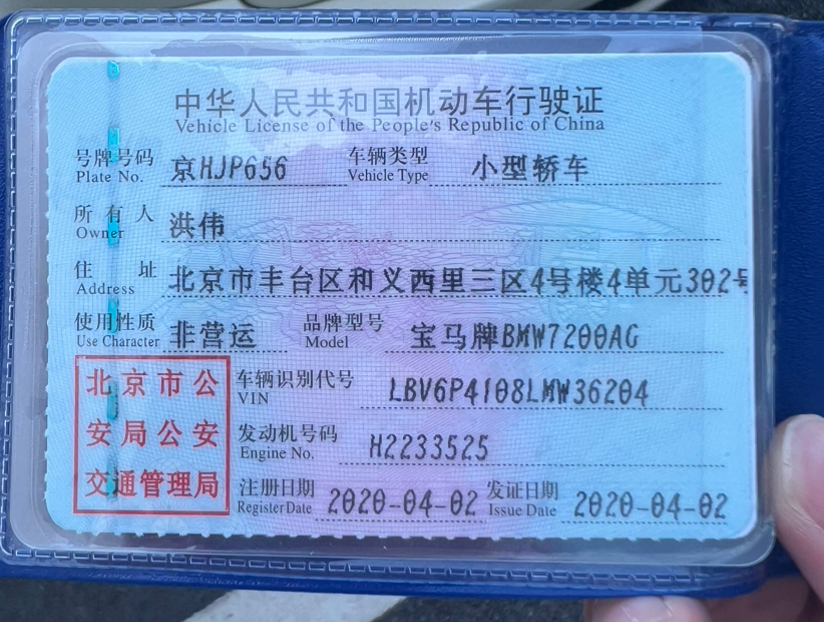 中华人民共和国机动车行驶证
Vehicle License of the People's Republic of China
号牌号码 京HJP656 车辆类型 小型轿车
Plate No. Vehicle Type
所有人 洪伟
Owner
住址 北京市丰台区和义西里三区4号楼4单元302号
Address
使用性质 非营运 品牌型号 宝马牌BMW7200AG
Use Character Model
北京市公
安局公安
交通管理局
车辆识别代号 LBV6P4108LMW36204
VIN
发动机号码 H2233525
Engine No.
注册日期 2020-04-02 发证日期 2020-04-02
Register Date Issue Date